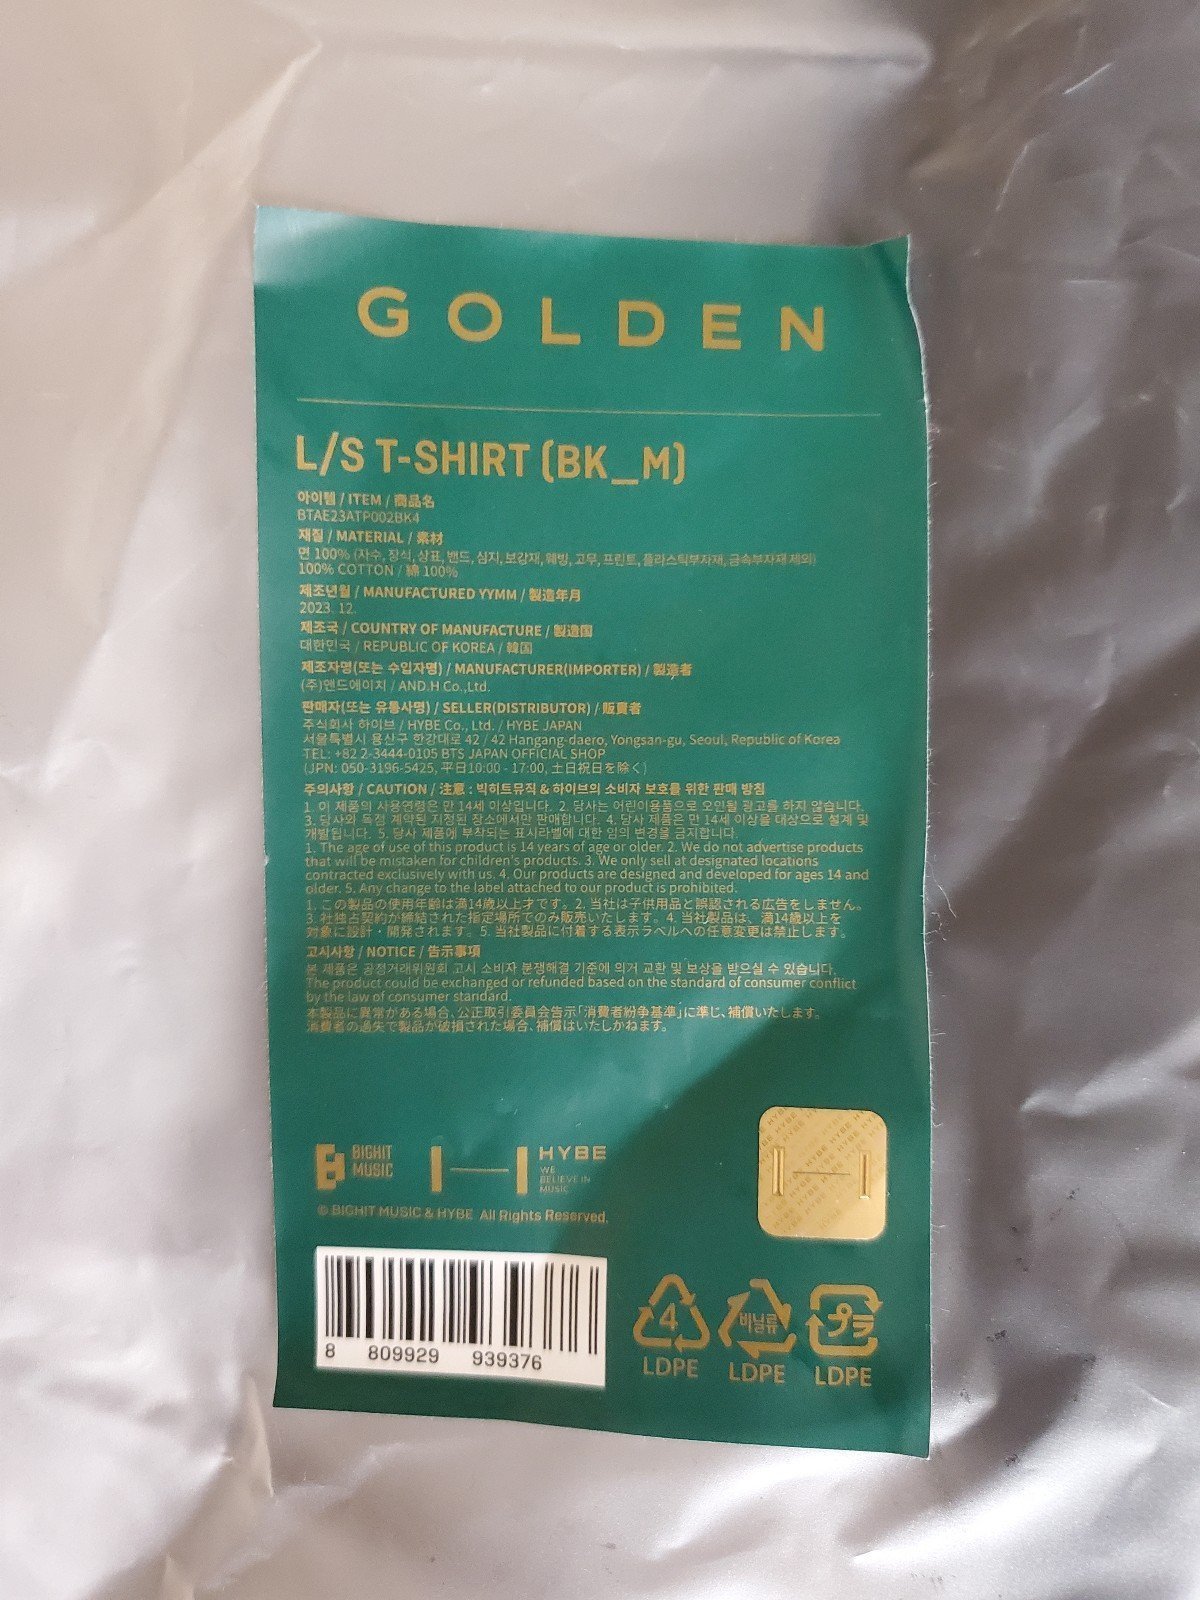 GOLDEN
L/S T-SHIRT (BK_M)
아이템 / ITEM / 商品名
BTAE23ATP002BK4
재질 / MATERIAL / 素材
면 100% (자수, 장식, 상표, 밴드, 심지, 보강재, 웨빙, 고무, 프린트, 플라스틱부자재, 금속부자재 제외)
100% COTTON / 綿 100%
제조년월 / MANUFACTURED YYMM / 製造年月
2023. 12.
제조국 / COUNTRY OF MANUFACTURE / 製造国
대한민국 / REPUBLIC OF KOREA / 韓国
제조자명(또는 수입자명) / MANUFACTURER(IMPORTER) / 製造者
(주)앤드에이치 / AND.H Co.,Ltd.
판매자(또는 유통사명) / SELLER(DISTRIBUTOR) / 販賣者
주식회사 하이브 / HYBE Co., Ltd. / HYBE JAPAN
서울특별시 용산구 한강대로 42 / 42 Hangang-daero, Yongsan-gu, Seoul, Republic of Korea
TEL: +82 2-3444-0105 BTS JAPAN OFFICIAL SHOP
(JPN: 050-3196-5425, 平日10:00 - 17:00, 土日祝日を除く)
주의사항 / CAUTION / 注意 : 빅히트뮤직 & 하이브의 소비자 보호를 위한 판매 방침
1. 이 제품의 사용연령은 만 14세 이상입니다. 2. 당사는 어린이용품으로 오인될 광고를 하지 않습니다.
3. 당사와 독점 계약된 지정된 장소에서만 판매합니다. 4. 당사 제품은 만 14세 이상을 대상으로 설계 및
개발됩니다. 5. 당사 제품에 부착되는 표시라벨에 대한 임의 변경을 금지합니다.
1. The age of use of this product is 14 years of age or older. 2. We do not advertise products
that will be mistaken for children's products. 3. We only sell at designated locations
contracted exclusively with us. 4. Our products are designed and developed for ages 14 and
older. 5. Any change to the label attached to our product is prohibited.
1. この製品の使用年齢は満14歳以上才です。2. 当社は子供用品と誤認される広告をしません。
3. 社独占契約が締結された指定場所でのみ販売いたします。4. 当社製品は、満14歳以上を
対象に設計・開発されます。5. 当社製品に付着する表示ラベルへの任意変更は禁止します。
고시사항 / NOTICE / 告示事項
본 제품은 공정거래위원회 고시 소비자 분쟁해결 기준에 의거 교환 및 보상을 받으실 수 있습니다.
The product could be exchanged or refunded based on the standard of consumer conflict
by the law of consumer standard.
本製品に異常がある場合、公正取引委員会告示「消費者紛争基準」に準じ、補償いたします。
消費者の過失で製品が破損された場合、補償はいたしかねます。
BIGHIT
MUSIC
HYBE
WE
BELIEVE IN
MUSIC
© BIGHIT MUSIC & HYBE All Rights Reserved.
HYBE HYBE HYBE
8 809929 939376
4 비닐류 プラ
LDPE LDPE LDPE